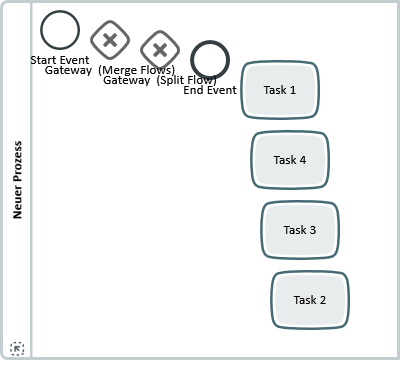 Start Event
Gateway (Merge Flows)
Gateway (Split Flow)
End Event
Task 1
Task 4
Task 3
Task 2
Neuer Prozess